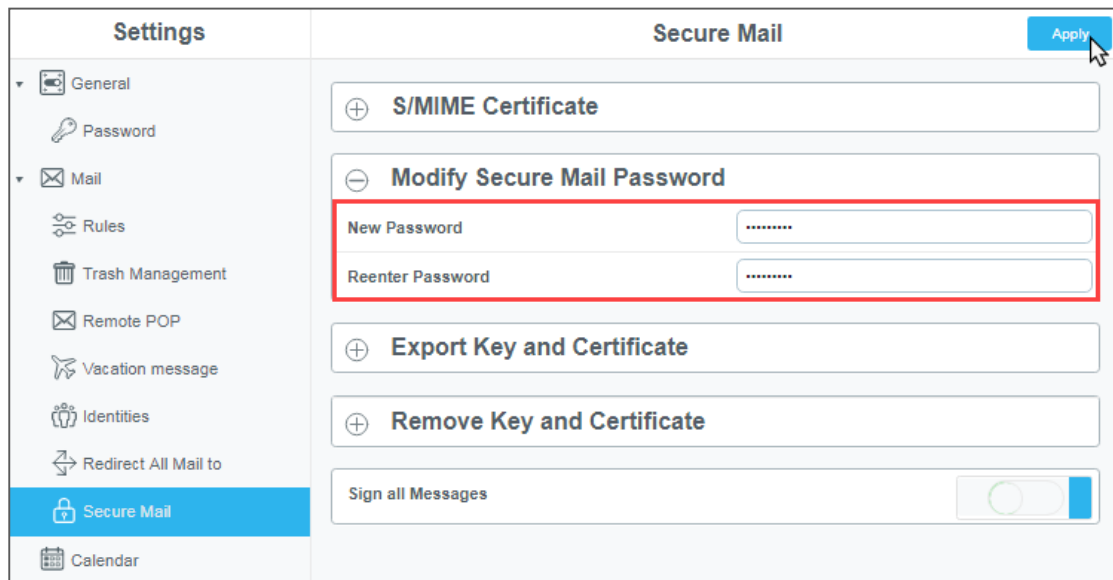 Settings
Secure Mail
Apply
General
Password
Mail
Rules
Trash Management
Remote POP
Vacation message
Identities
Redirect All Mail to
Secure Mail
Calendar
S/MIME Certificate
Modify Secure Mail Password
New Password
•••••••••
Reenter Password
•••••••••
Export Key and Certificate
Remove Key and Certificate
Sign all Messages